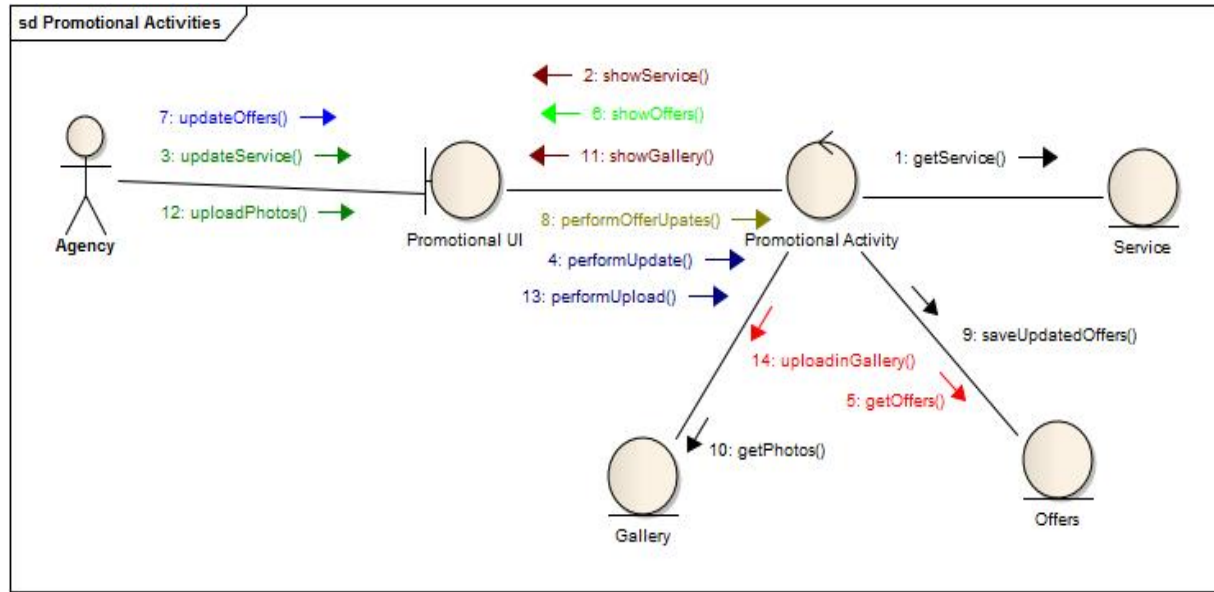 sd Promotional Activities
2: showService()
7: updateOffers()
6: showOffers()
3: updateService()
11: showGallery()
1: getService()
12: uploadPhotos()
8: performOfferUpates()
Agency
Promotional UI
Promotional Activity
Service
4: performUpdate()
13: performUpload()
9: saveUpdatedOffers()
14: uploadinGallery()
5: getOffers()
10: getPhotos()
Gallery
Offers